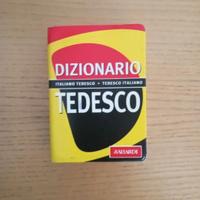 DIZIONARIO
ITALIANO TEDESCO • TEDESCO ITALIANO
TEDESCO
A.VALLARDI